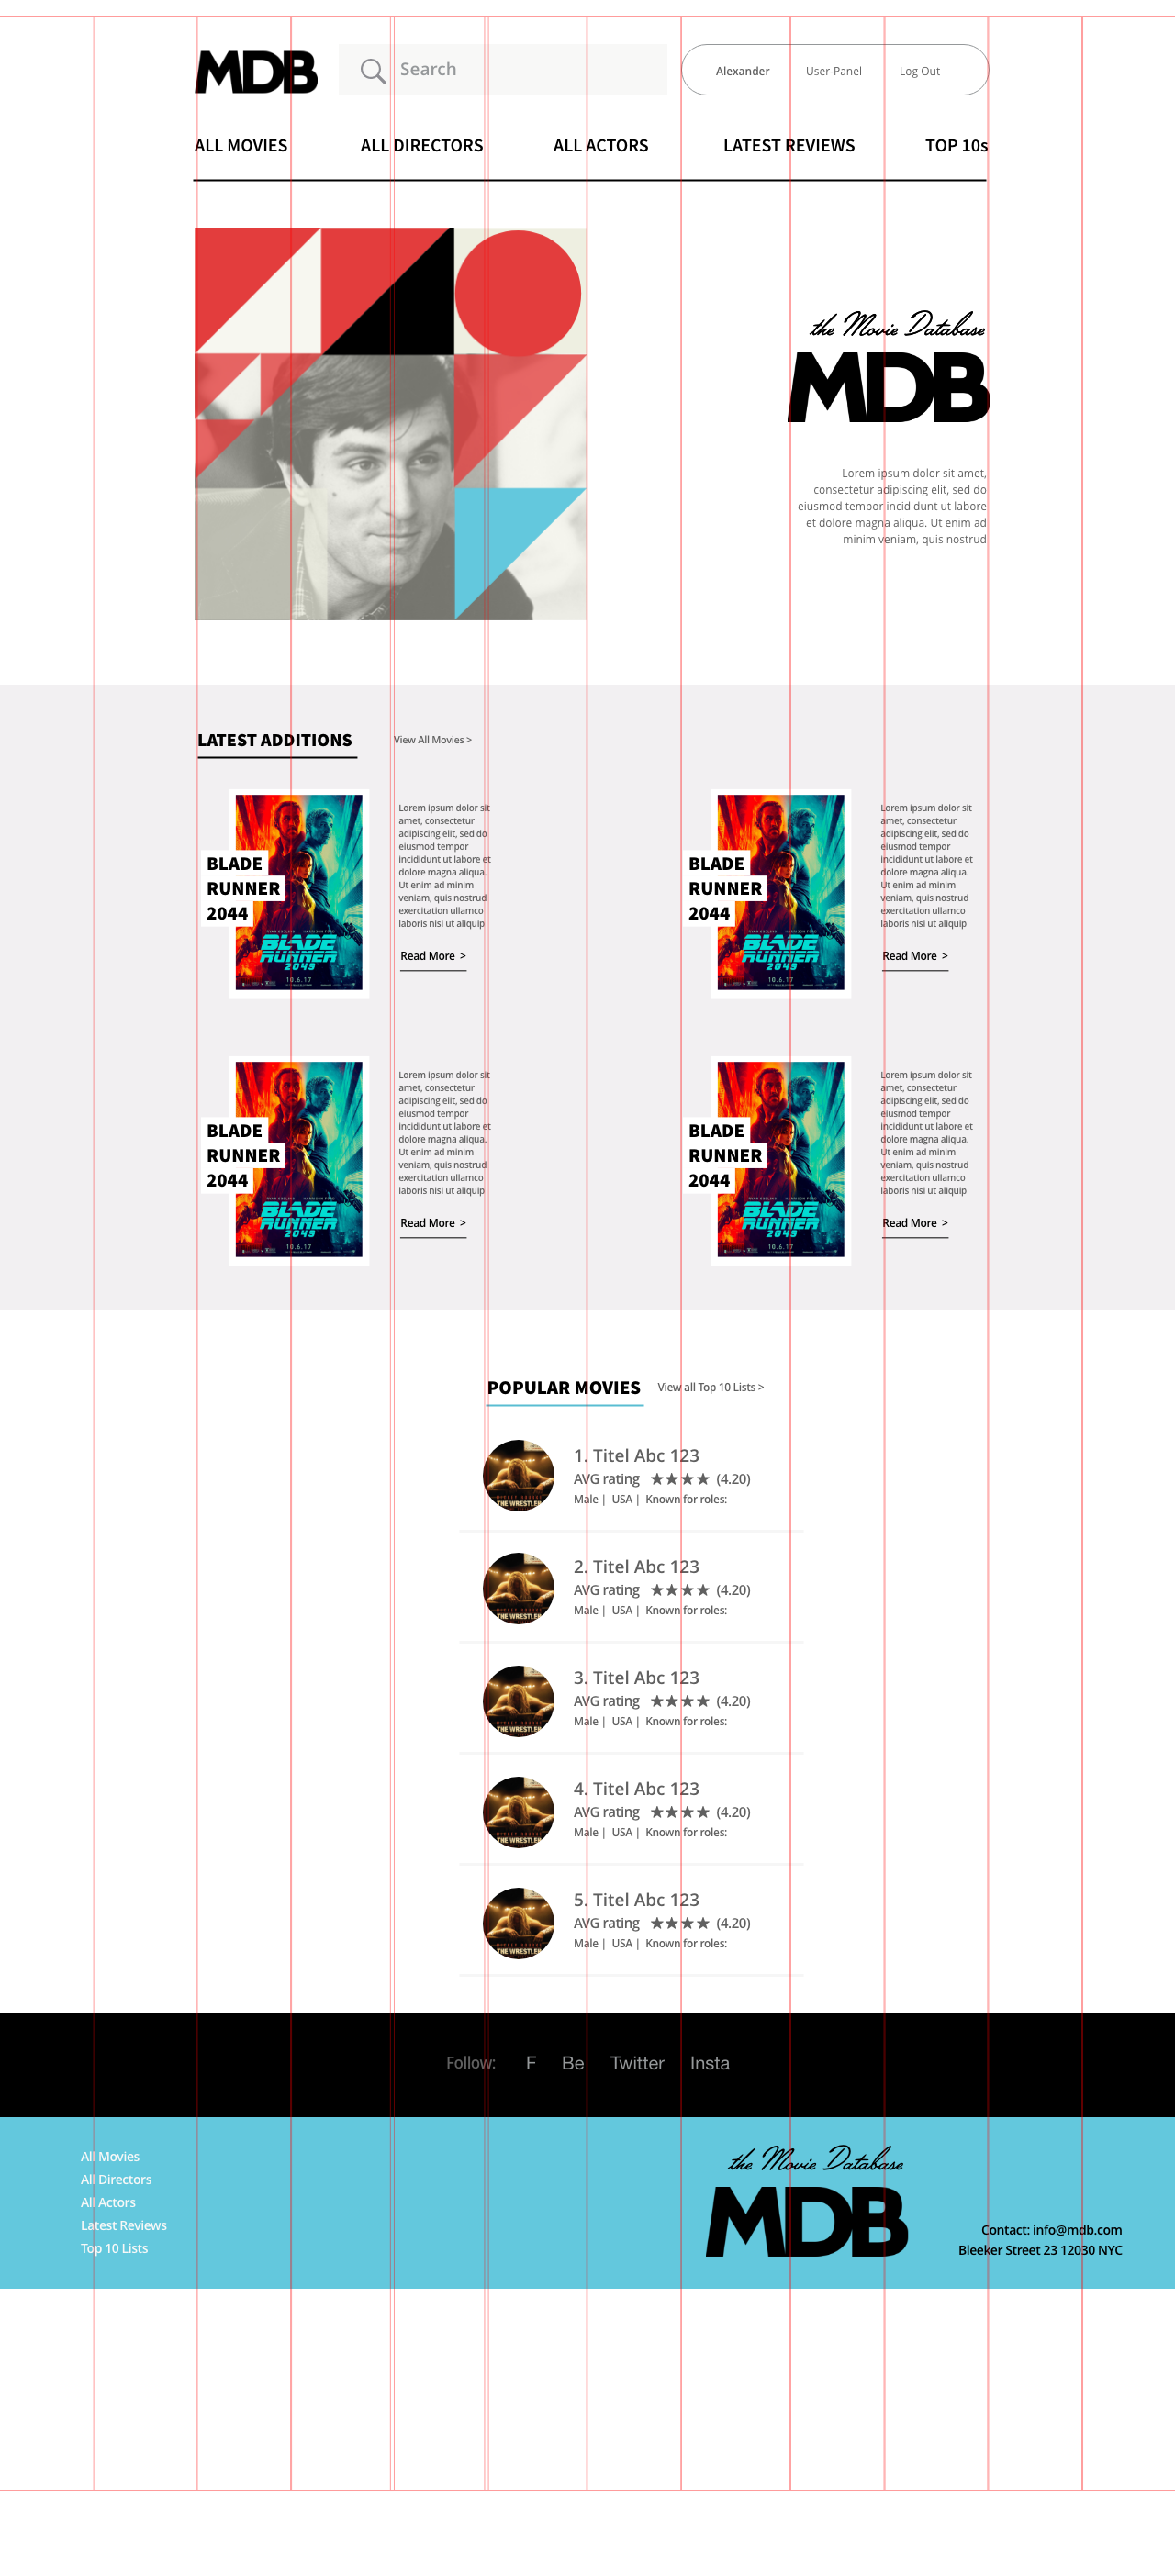 MDB
Search
Alexander
User-Panel
Log Out
ALL MOVIES
ALL DIRECTORS
ALL ACTORS
LATEST REVIEWS
TOP 10s
the Movie Database
MDB
Lorem ipsum dolor sit amet,
consectetur adipiscing elit, sed do
eiusmod tempor incididunt ut labore
et dolore magna aliqua. Ut enim ad
minim veniam, quis nostrud
LATEST ADDITIONS
View All Movies >
BLADE
RUNNER
2044
BLADE
RUNNER
2049
10.6.17
Lorem ipsum dolor sit
amet, consectetur
adipiscing elit, sed do
eiusmod tempor
incididunt ut labore et
dolore magna aliqua.
Ut enim ad minim
veniam, quis nostrud
exercitation ullamco
laboris nisi ut aliquip
Read More >
BLADE
RUNNER
2044
BLADE
RUNNER
2049
10.6.17
Lorem ipsum dolor sit
amet, consectetur
adipiscing elit, sed do
eiusmod tempor
incididunt ut labore et
dolore magna aliqua.
Ut enim ad minim
veniam, quis nostrud
exercitation ullamco
laboris nisi ut aliquip
Read More >
BLADE
RUNNER
2044
BLADE
RUNNER
2049
10.6.17
Lorem ipsum dolor sit
amet, consectetur
adipiscing elit, sed do
eiusmod tempor
incididunt ut labore et
dolore magna aliqua.
Ut enim ad minim
veniam, quis nostrud
exercitation ullamco
laboris nisi ut aliquip
Read More >
BLADE
RUNNER
2044
BLADE
RUNNER
2049
10.6.17
Lorem ipsum dolor sit
amet, consectetur
adipiscing elit, sed do
eiusmod tempor
incididunt ut labore et
dolore magna aliqua.
Ut enim ad minim
veniam, quis nostrud
exercitation ullamco
laboris nisi ut aliquip
Read More >
POPULAR MOVIES
View all Top 10 Lists >
THE WRESTLER
1. Titel Abc 123
AVG rating ★★★★ (4.20)
Male | USA | Known for roles:
THE WRESTLER
2. Titel Abc 123
AVG rating ★★★★ (4.20)
Male | USA | Known for roles:
THE WRESTLER
3. Titel Abc 123
AVG rating ★★★★ (4.20)
Male | USA | Known for roles:
THE WRESTLER
4. Titel Abc 123
AVG rating ★★★★ (4.20)
Male | USA | Known for roles:
THE WRESTLER
5. Titel Abc 123
AVG rating ★★★★ (4.20)
Male | USA | Known for roles:
Follow: F Be Twitter Insta
All Movies
All Directors
All Actors
Latest Reviews
Top 10 Lists
the Movie Database
MDB
Contact: info@mdb.com
Bleeker Street 23 12030 NYC